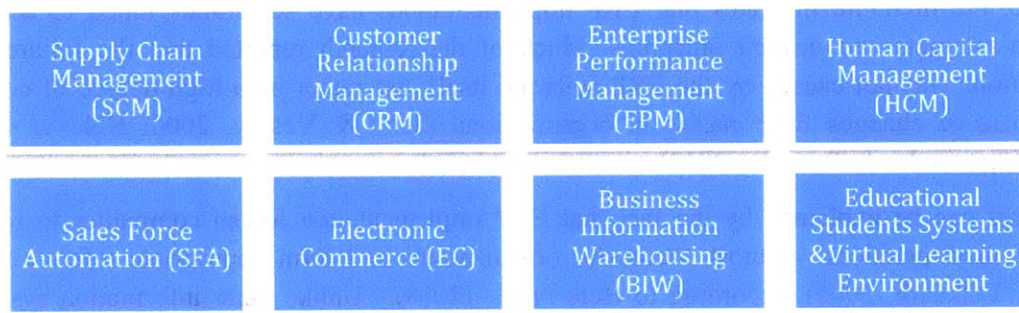 Supply Chain
Management
(SCM)
Customer
Relationship
Management
(CRM)
Enterprise
Performance
Management
(EPM)
Human Capital
Management
(HCM)
Sales Force
Automation (SFA)
Electronic
Commerce (EC)
Business
Information
Warehousing
(BIW)
Educational
Students Systems
&Virtual Learning
Environment